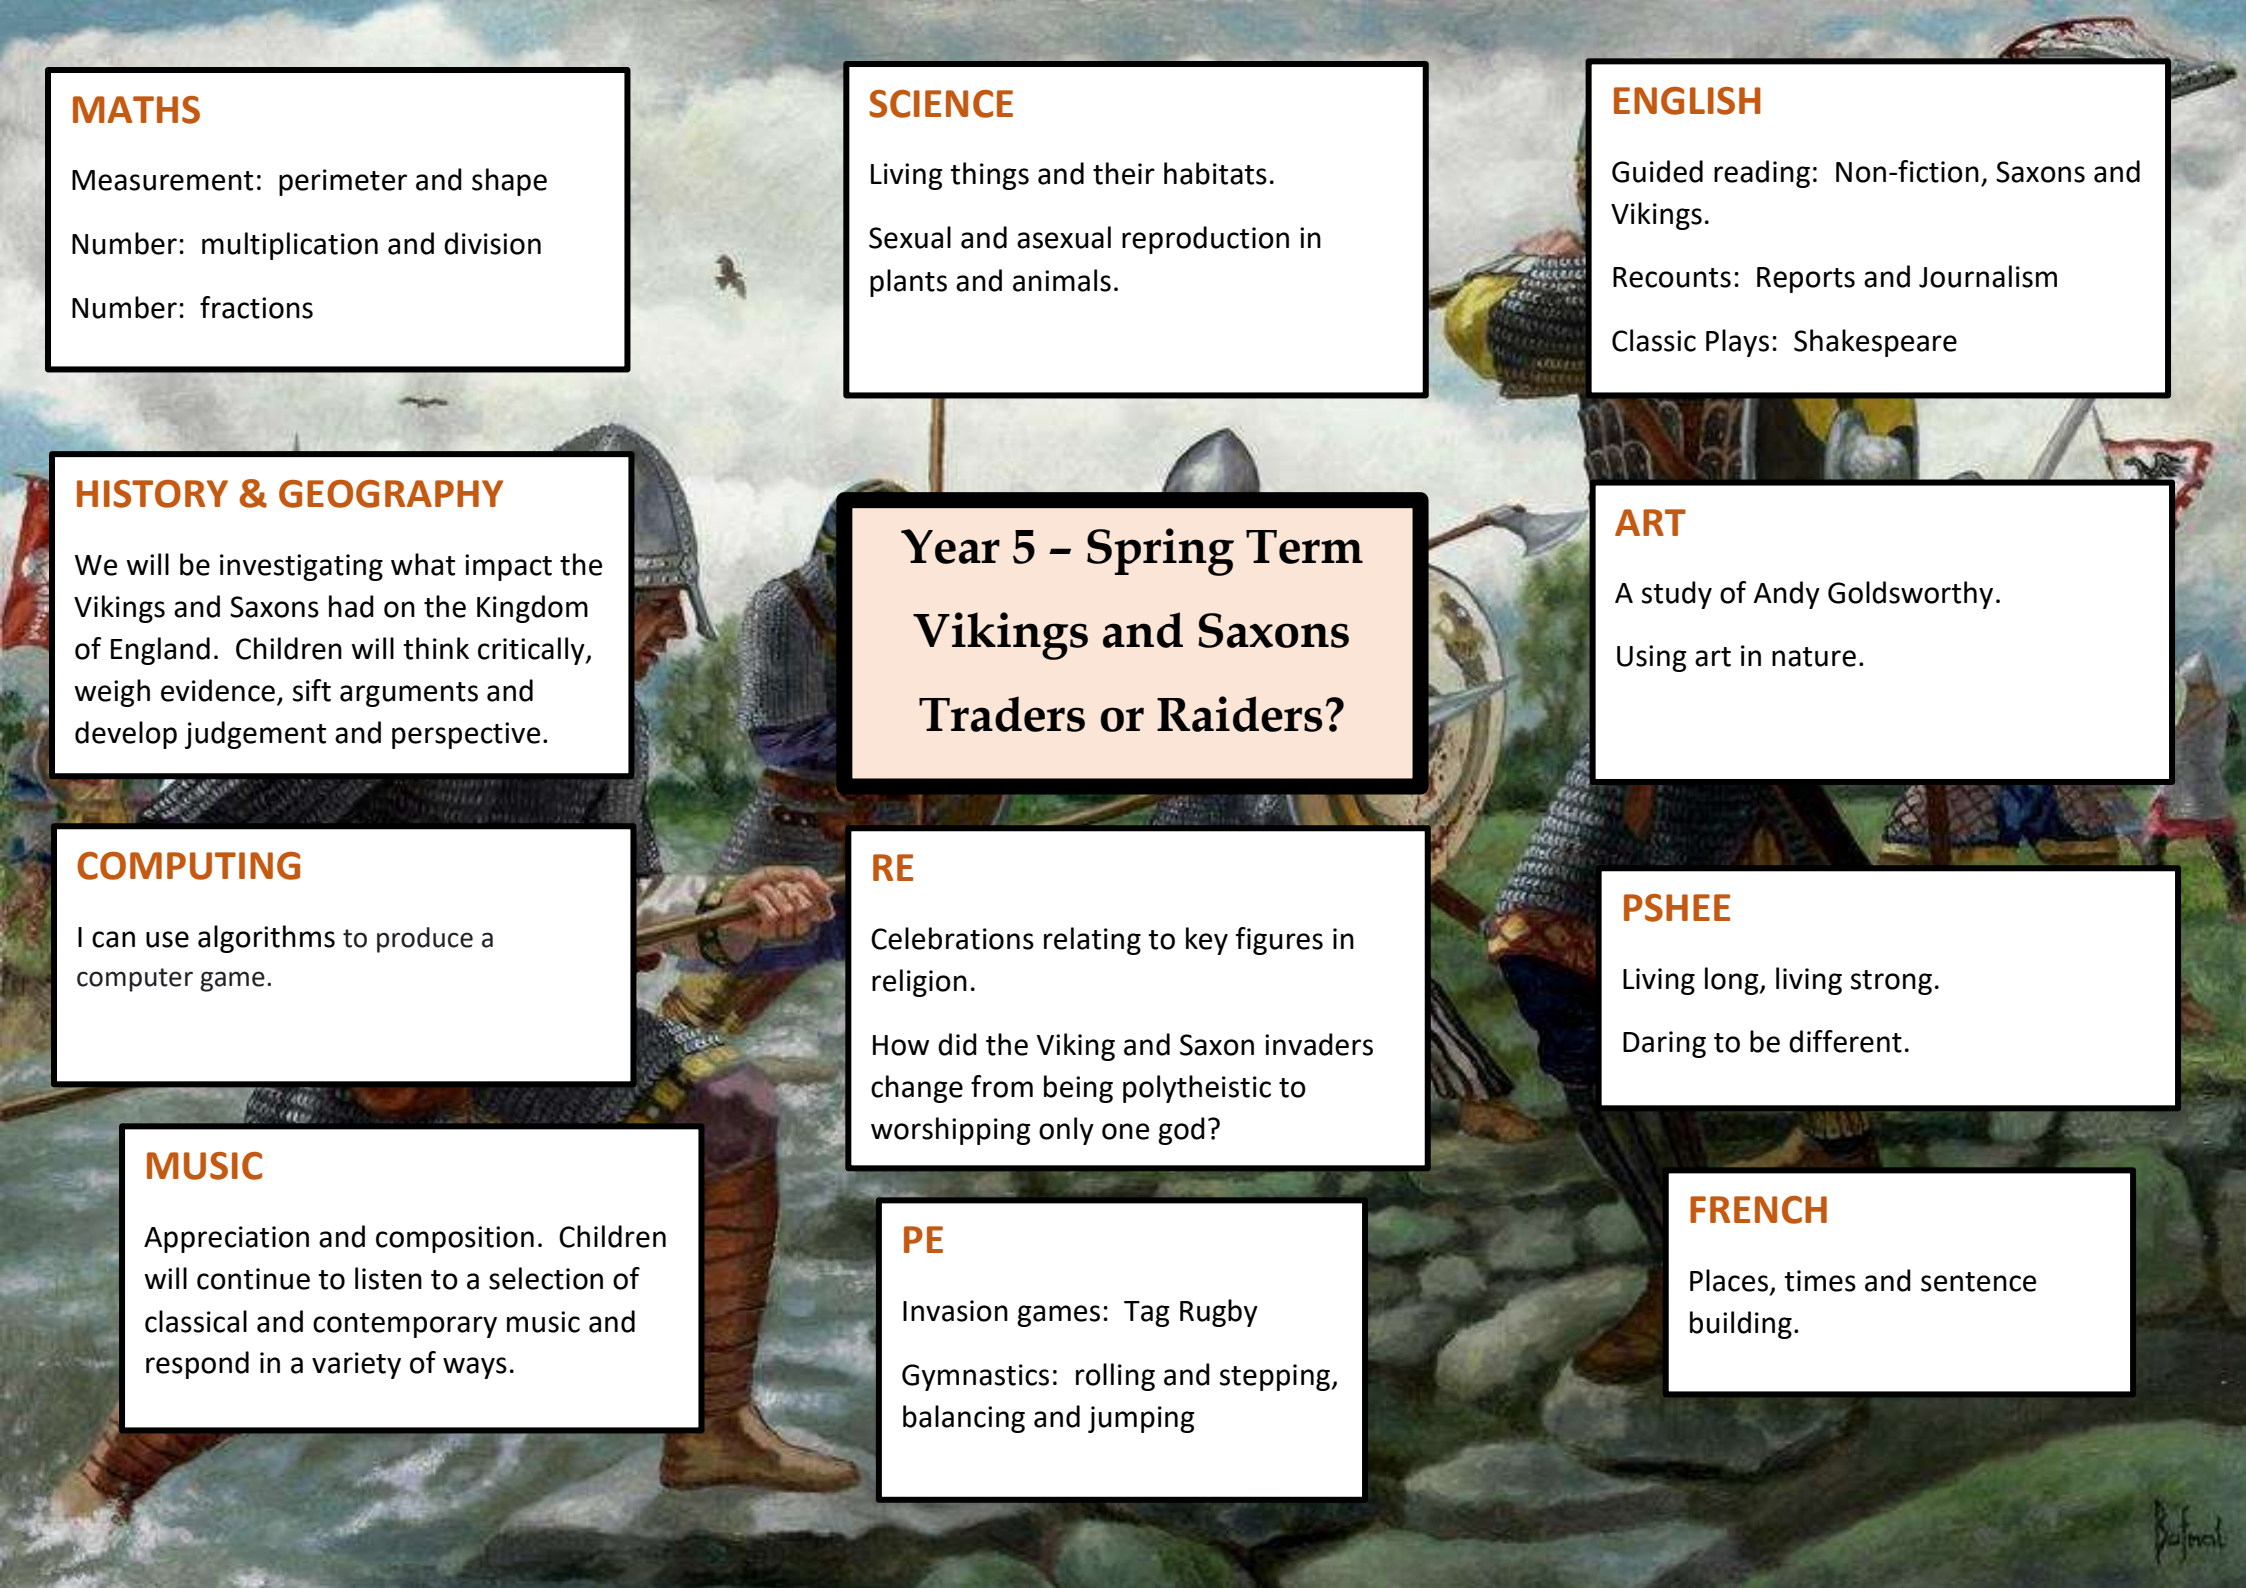 MATHS
Measurement:  perimeter and shape
Number:  multiplication and division
Number:  fractions
SCIENCE
Living things and their habitats.
Sexual and asexual reproduction in
plants and animals.
ENGLISH
Guided reading:  Non-fiction, Saxons and
Vikings.
Recounts:  Reports and Journalism
Classic Plays:  Shakespeare
HISTORY & GEOGRAPHY
We will be investigating what impact the
Vikings and Saxons had on the Kingdom
of England.  Children will think critically,
weigh evidence, sift arguments and
develop judgement and perspective.
Year 5 – Spring Term
Vikings and Saxons
Traders or Raiders?
ART
A study of Andy Goldsworthy.
Using art in nature.
COMPUTING
I can use algorithms to produce a
computer game.
RE
Celebrations relating to key figures in
religion.
How did the Viking and Saxon invaders
change from being polytheistic to
worshipping only one god?
PSHEE
Living long, living strong.
Daring to be different.
MUSIC
Appreciation and composition.  Children
will continue to listen to a selection of
classical and contemporary music and
respond in a variety of ways.
PE
Invasion games:  Tag Rugby
Gymnastics:  rolling and stepping,
balancing and jumping
FRENCH
Places, times and sentence
building.